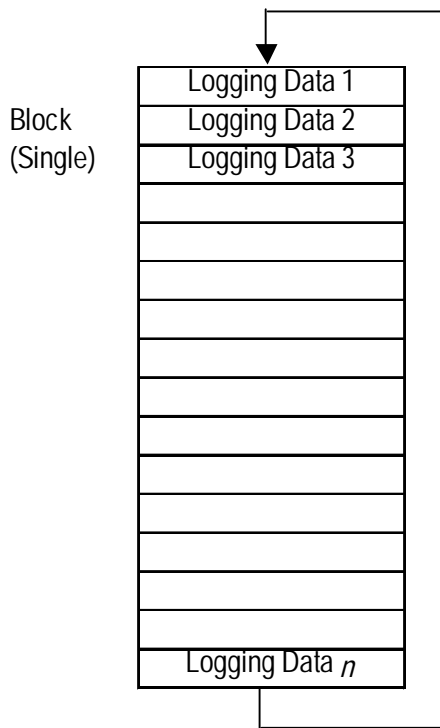 Logging Data 1
Block
(Single)
Logging Data 2
Logging Data 3
Logging Data n